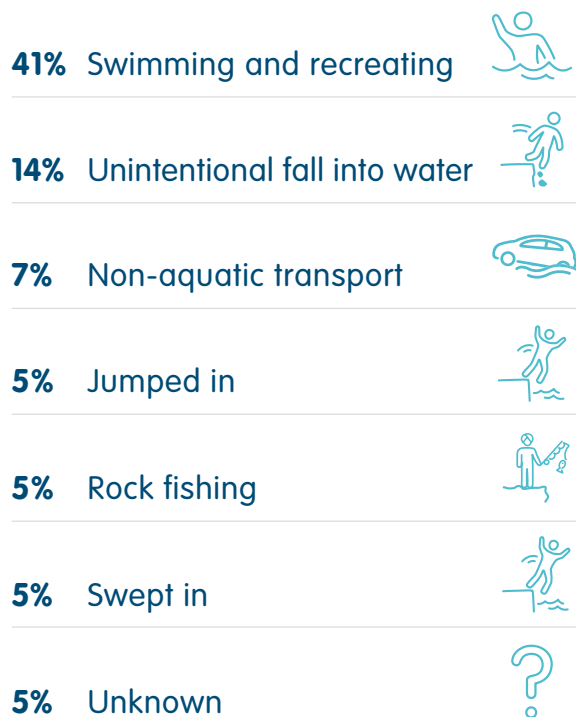 41% Swimming and recreating
14% Unintentional fall into water
7% Non-aquatic transport
5% Jumped in
5% Rock fishing
5% Swept in
5% Unknown